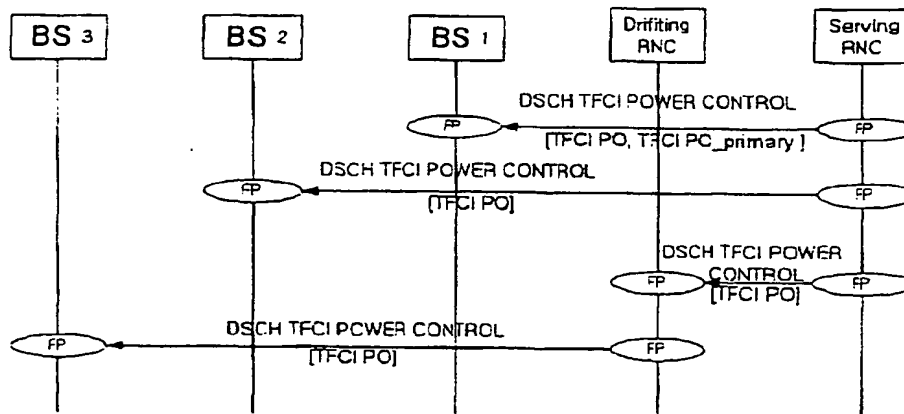 BS 3
BS 2
BS 1
Drifiting
RNC
Serving
RNC
DSCH TFCI POWER CONTROL
FP
FP
[TFCI PO, TFCI PO_primary ]
DSCH TFCI POWER CONTROL
FP
FP
[TFCI PO]
DSCH TFCI POWER
CONTROL
FP
FP
[TFCI PO]
DSCH TFCI POWER CONTROL
FP
FP
[TFCI PO]